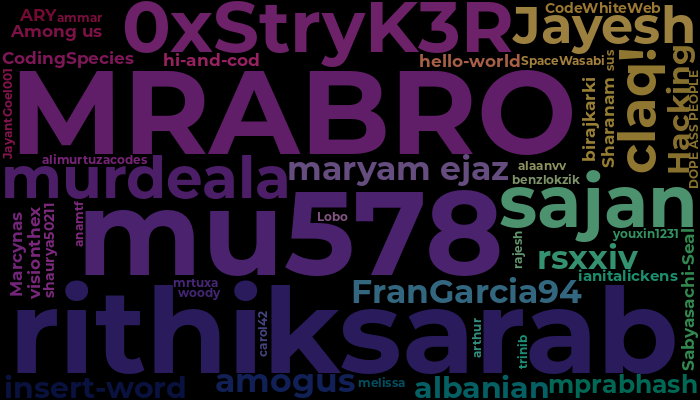 ARY
ammar
Among us
0xStryK3R
CodeWhiteWeb
Jayesh
CodingSpecies
hi-and-cod
hello-world
SpaceWasabi
sus
JayantGoel001
MRABRO
birajkarki
Sharanam
claq!
Hacking
DOPE ASS PEOPLE
alimurtuzacodes
murdeala
maryam ejaz
alaanvv
benzlokzik
sajan
Marcynas
visionthex
shaurya50211
anamtf
mu578
Lobo
rajesh
youxin1231
rsxxiv
ianitalickens
Sabyasachi-Seal
mrtuxa
woody
FranGarcia94
rithiksarab
carol42
arthur
trinib
insert-word
amogus
melissa
albanian
mprabhash